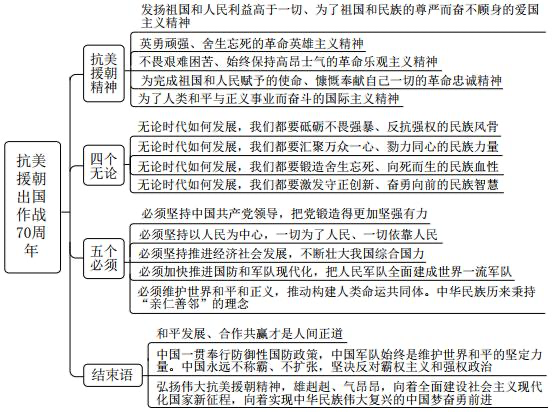 抗美
援朝
出国
作战
70周
年
抗美
援朝
精神
发扬祖国和人民利益高于一切、为了祖国和民族的尊严而奋不顾身的爱国
主义精神
英勇顽强、舍生忘死的革命英雄主义精神
不畏艰难困苦、始终保持高昂士气的革命乐观主义精神
为完成祖国和人民赋予的使命、慷慨奉献自己一切的革命忠诚精神
为了人类和平与正义事业而奋斗的国际主义精神
四个
无论
无论时代如何发展，我们都要砥砺不畏强暴、反抗强权的民族风骨
无论时代如何发展，我们都要汇聚万众一心、勠力同心的民族力量
无论时代如何发展，我们都要锻造舍生忘死、向死而生的民族血性
无论时代如何发展，我们都要激发守正创新、奋勇向前的民族智慧
五个
必须
必须坚持中国共产党领导，把党锻造得更加坚强有力
必须坚持以人民为中心，一切为了人民、一切依靠人民
必须坚持推进经济社会发展，不断壮大我国综合国力
必须加快推进国防和军队现代化，把人民军队全面建成世界一流军队
必须维护世界和平和正义，推动构建人类命运共同体。中华民族历来秉持
“亲仁善邻”的理念
结束语
和平发展、合作共赢才是人间正道
中国一贯奉行防御性国防政策，中国军队始终是维护世界和平的坚定力
量。中国永远不称霸、不扩张，坚决反对霸权主义和强权政治
弘扬伟大抗美援朝精神，雄赳赳、气昂昂，向着全面建设社会主义现代
化国家新征程，向着实现中华民族伟大复兴的中国梦奋勇前进